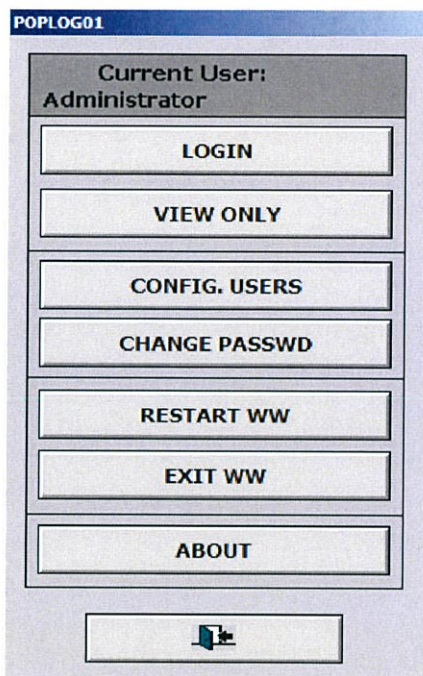 POPLOG01
Current User:
Administrator
LOGIN
VIEW ONLY
CONFIG. USERS
CHANGE PASSWD
RESTART WW
EXIT WW
ABOUT